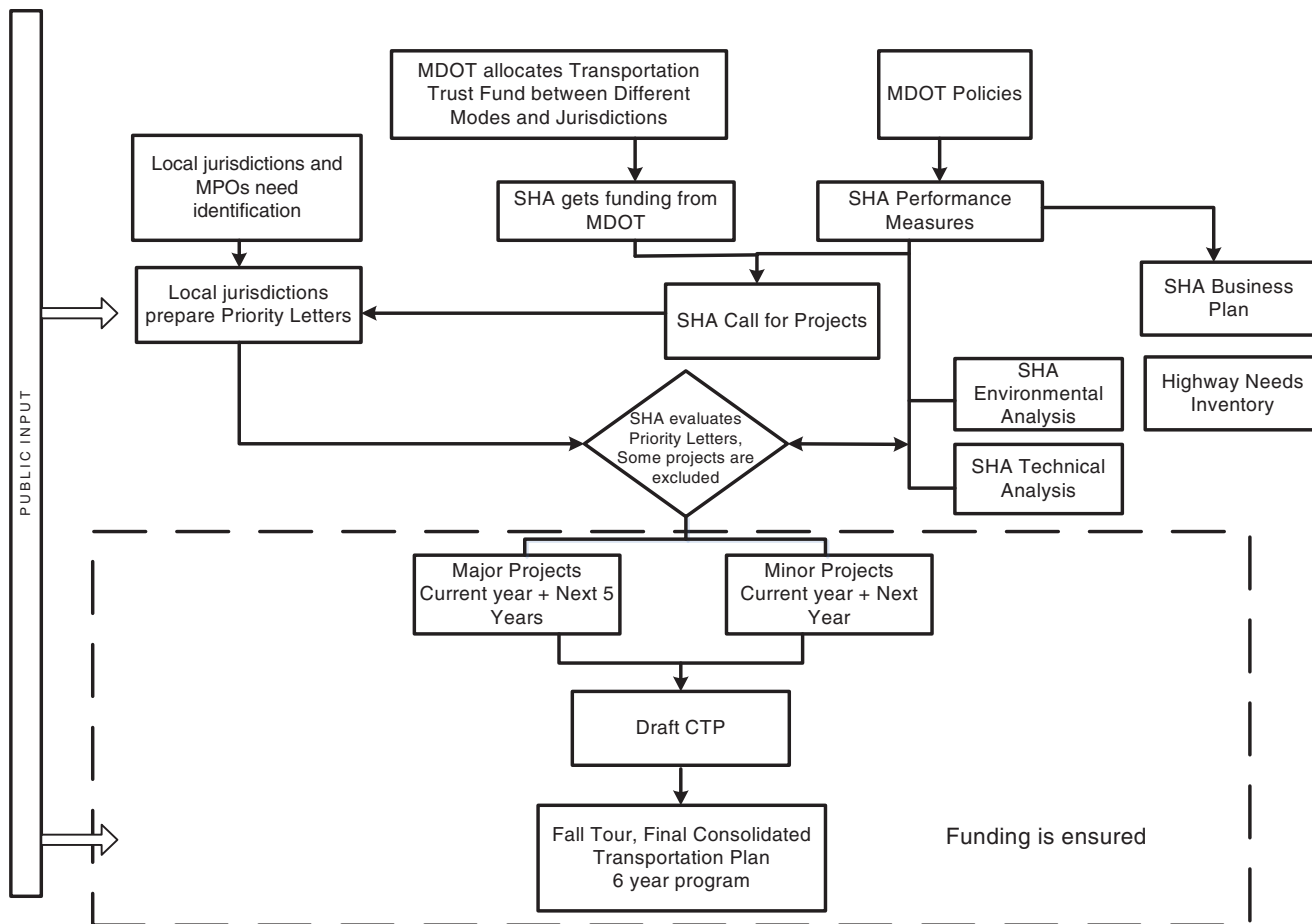 PUBLIC INPUT
MDOT allocates Transportation
Trust Fund between Different
Modes and Jurisdictions
MDOT Policies
Local jurisdictions and
MPOs need
identification
SHA gets funding from
MDOT
SHA Performance
Measures
Local jurisdictions
prepare Priority Letters
SHA Call for Projects
SHA Business
Plan
SHA
Environmental
Analysis
Highway Needs
Inventory
SHA evaluates
Priority Letters,
Some projects are
excluded
SHA Technical
Analysis
Major Projects
Current year + Next 5
Years
Minor Projects
Current year + Next
Year
Draft CTP
Fall Tour, Final Consolidated
Transportation Plan
6 year program
Funding is ensured